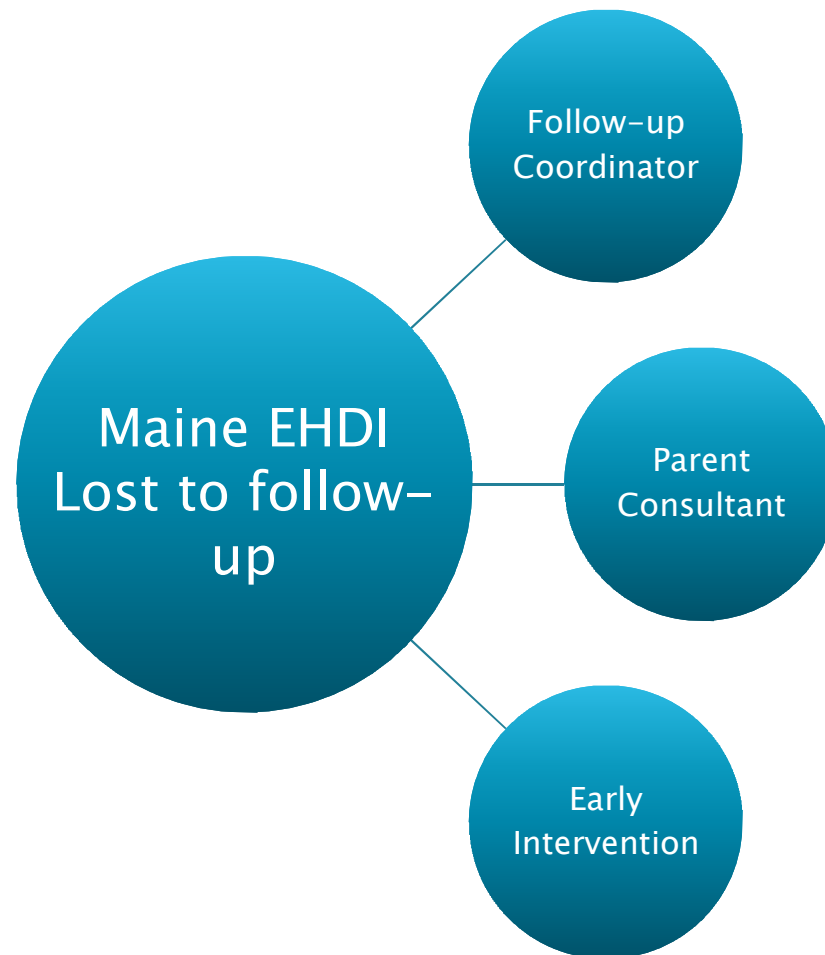 Follow-up
Coordinator
Maine EHDI
Lost to follow-
up
Parent
Consultant
Early
Intervention